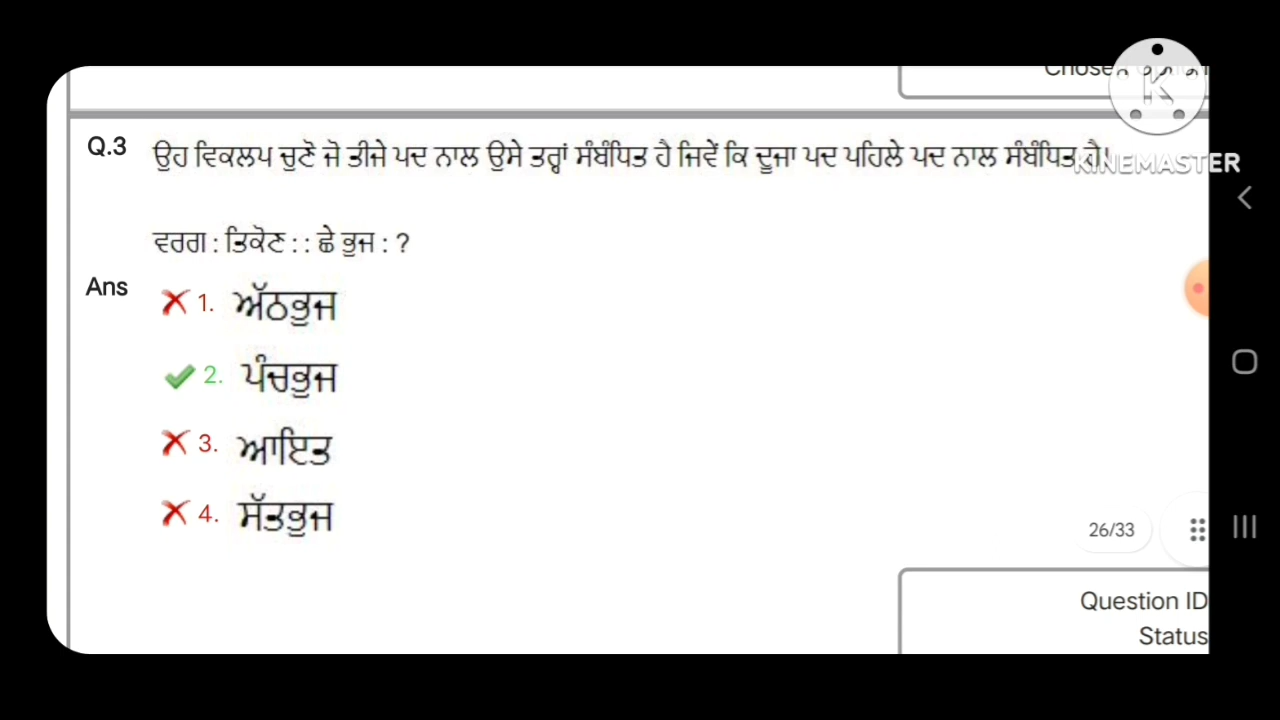 Q.3 ਉਹ ਵਿਕਲਪ ਚੁਣੋ ਜੋ ਤੀਜੇ ਪਦ ਨਾਲ ਉਸੇ ਤਰ੍ਹਾਂ ਸੰਬੰਧਿਤ ਹੈ ਜਿਵੇਂ ਕਿ ਦੂਜਾ ਪਦ ਪਹਿਲੇ ਪਦ ਨਾਲ ਸੰਬੰਧਿਤ ਹੈ।
KINEMASTER
ਵਰਗ : ਤਿਕੋਣ : : ਛੇ ਭੁਜ : ?
Ans
1. ਅੱਠਭੁਜ
2. ਪੰਚਭੁਜ
3. ਆਇਤ
4. ਸੱਤਭੁਜ
26/33
Question ID
Status